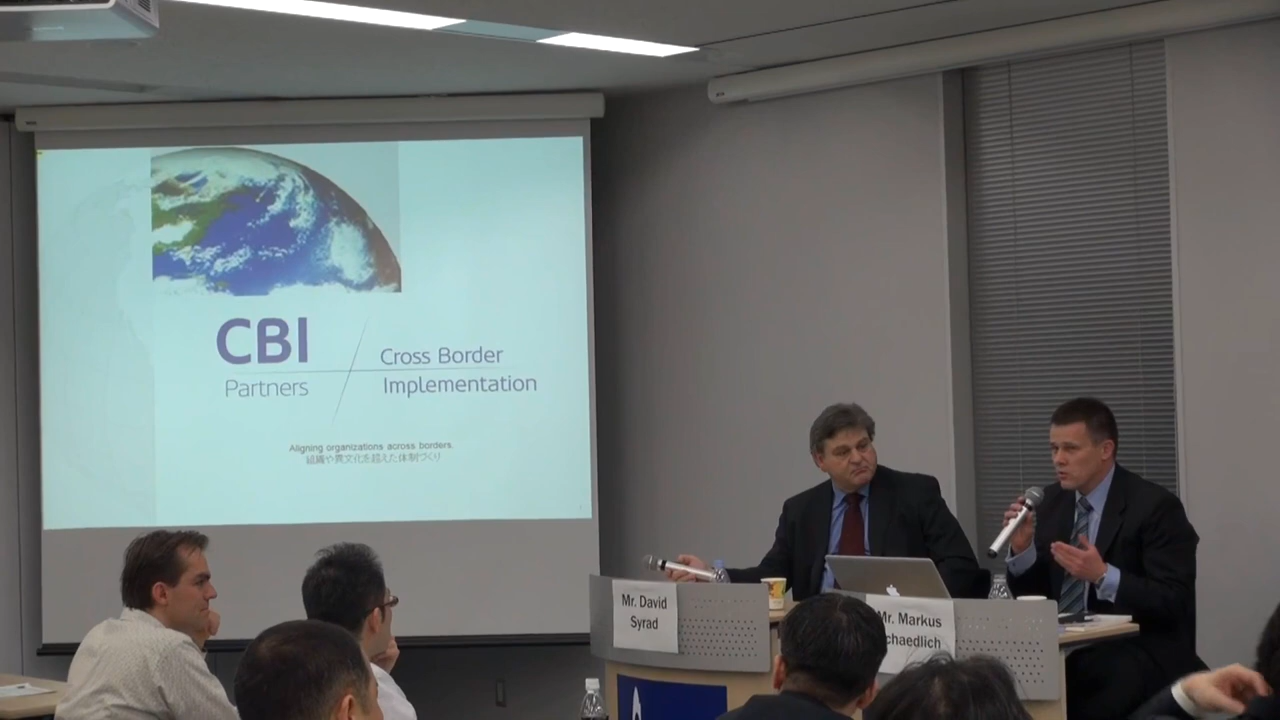 CBI
Partners
Cross Border
Implementation
Aligning organizations across borders.
組織や異文化を超えた体制づくり
Mr. David
Syrad
Mr. Markus
chaedlich